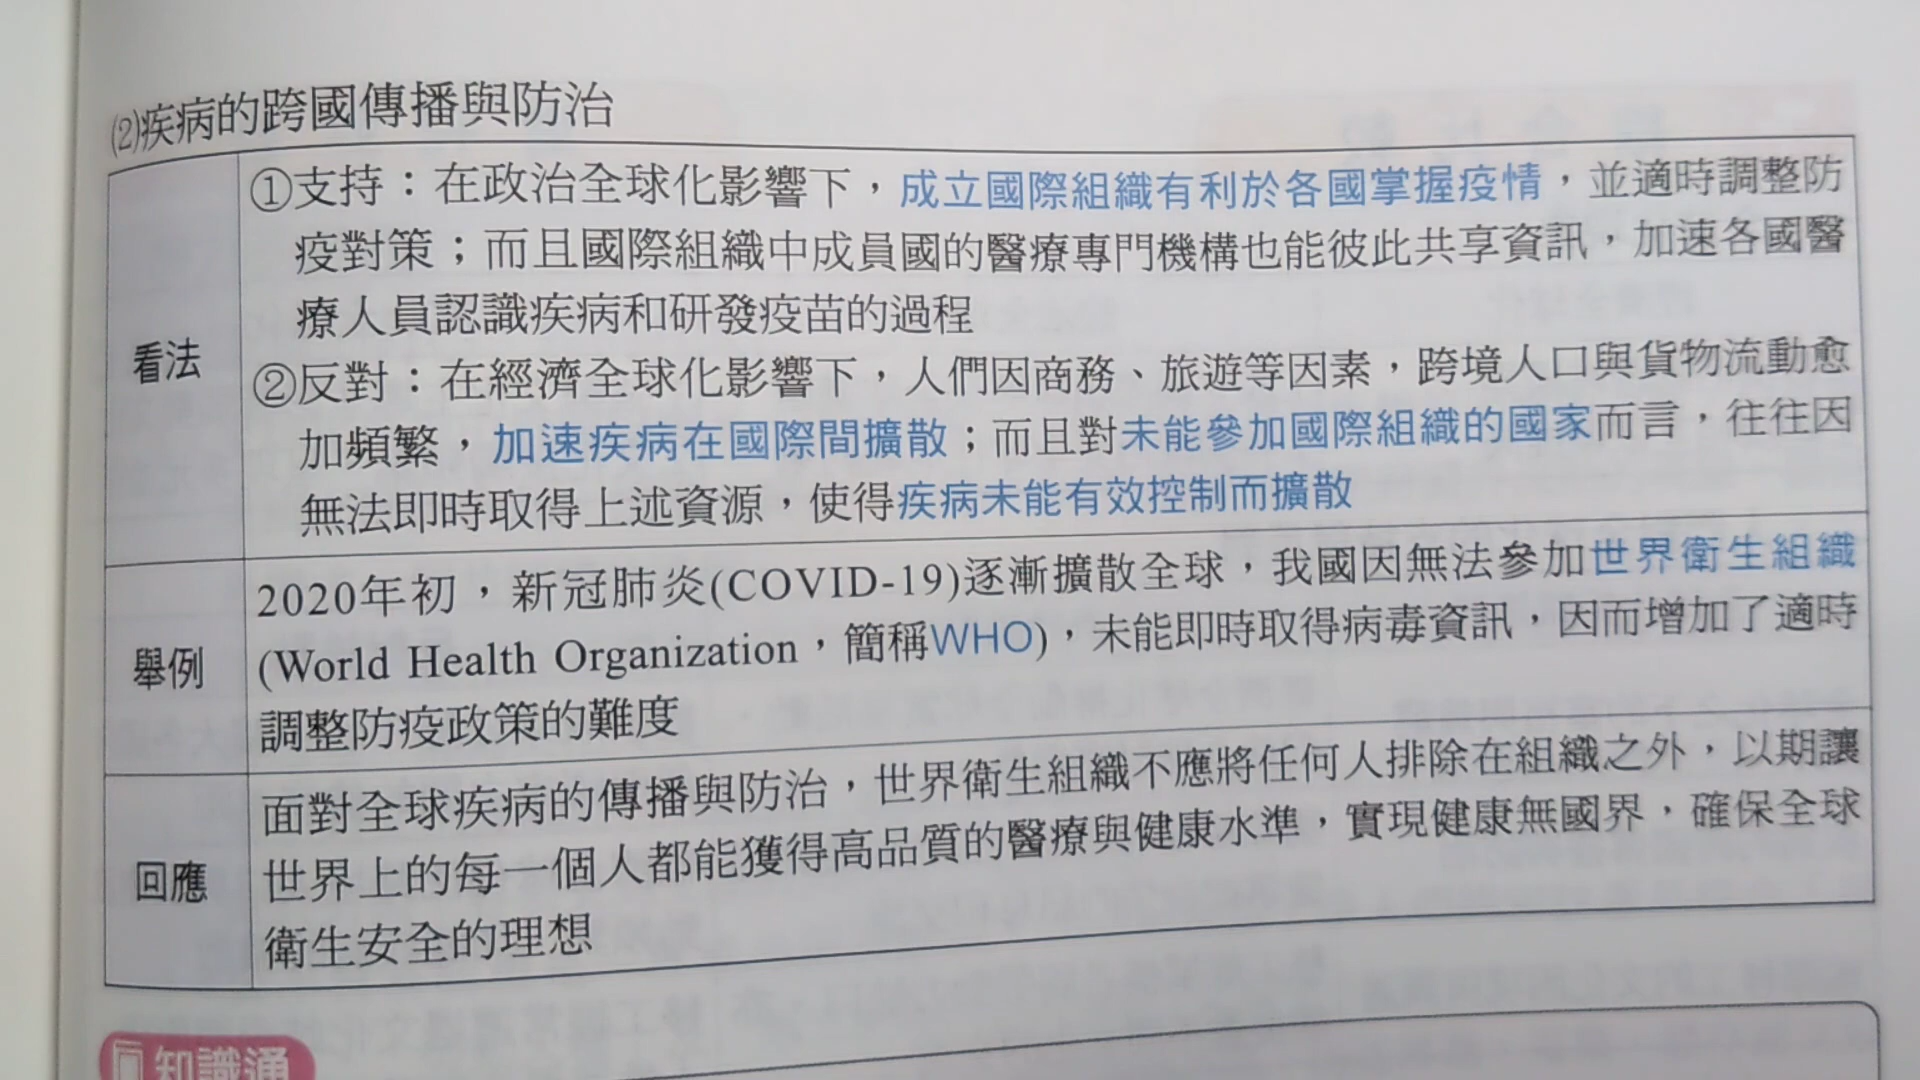 (2)疾病的跨國傳播與防治
看法
①支持：在政治全球化影響下，成立國際組織有利於各國掌握疫情，並適時調整防
疫對策；而且國際組織中成員國的醫療專門機構也能彼此共享資訊，加速各國醫
療人員認識疾病和研發疫苗的過程
②反對：在經濟全球化影響下，人們因商務、旅遊等因素，跨境人口與貨物流動愈
加頻繁，加速疾病在國際間擴散；而且對未能參加國際組織的國家而言，往往因
無法即時取得上述資源，使得疾病未能有效控制而擴散
舉例
2020年初，新冠肺炎(COVID-19)逐漸擴散全球，我國因無法參加世界衛生組織
(World Health Organization，簡稱WHO)，未能即時取得病毒資訊，因而增加了適時
調整防疫政策的難度
回應
面對全球疾病的傳播與防治，世界衛生組織不應將任何人排除在組織之外，以期讓
世界上的每一個人都能獲得高品質的醫療與健康水準，實現健康無國界，確保全球
衛生安全的理想
知識通